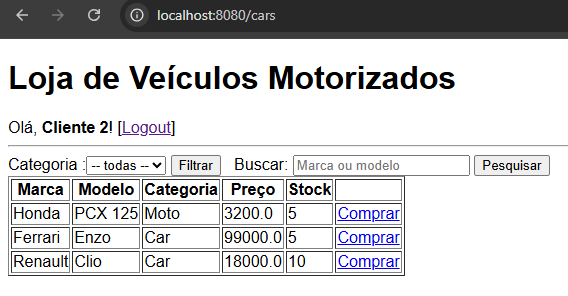 localhost:8080/cars
Loja de Veículos Motorizados
Olá, Cliente 2! [Logout]
Categoria :-- todas -- Filtrar Buscar: Marca ou modelo Pesquisar
Marca Modelo Categoria Preço Stock
Honda PCX 125 Moto 3200.0 5 Comprar
Ferrari Enzo Car 99000.0 5 Comprar
Renault Clio Car 18000.0 10 Comprar